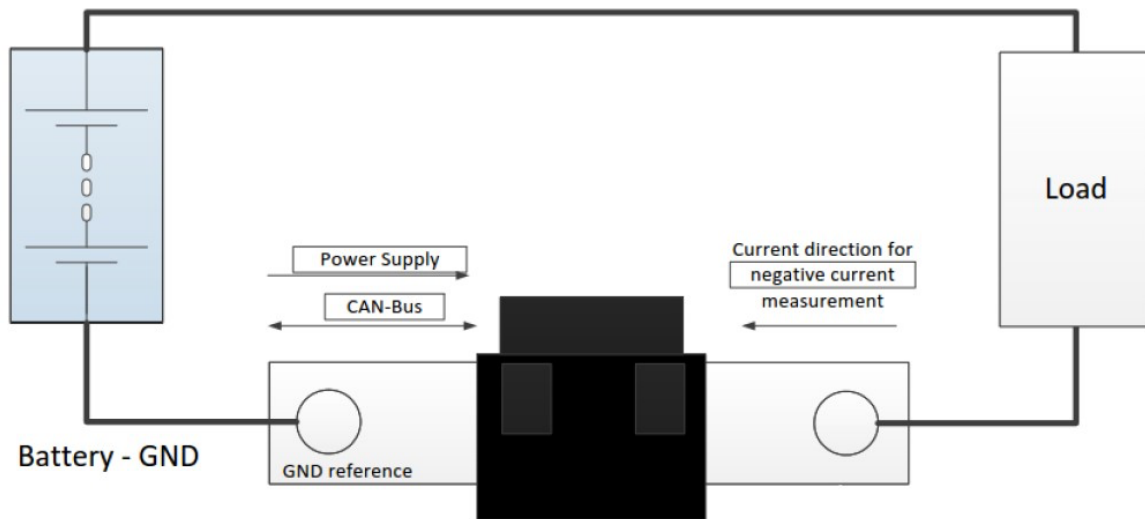 Load
Power Supply
CAN-Bus
Current direction for
negative current
measurement
Battery - GND
GND reference